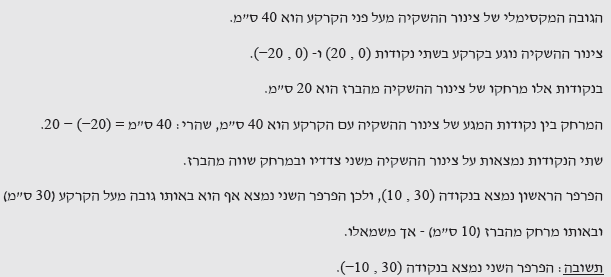 הגובה המקסימלי של צינור ההשקיה מעל פני הקרקע הוא 40 ס״מ.
צינור ההשקיה נוגע בקרקע בשתי נקודות (0 , 20) ו- (0 , 20–).
בנקודות אלו מרחקו של צינור ההשקיה מהברז הוא 20 ס״מ.
המרחק בין נקודות המגע של צינור ההשקיה עם הקרקע הוא 40 ס״מ, שהרי: 40 ס״מ = (20–) – 20.
שתי הנקודות נמצאות על צינור ההשקיה משני צדדיו ובמרחק שווה מהברז.
הפרפר הראשון נמצא בנקודה (30 , 10), ולכן הפרפר השני נמצא אף הוא באותו גובה מעל הקרקע (30 ס״מ)
ובאותו מרחק מהברז (10 ס״מ) - אך משמאלו.
תשובה: הפרפר השני נמצא בנקודה (30 , 10–).